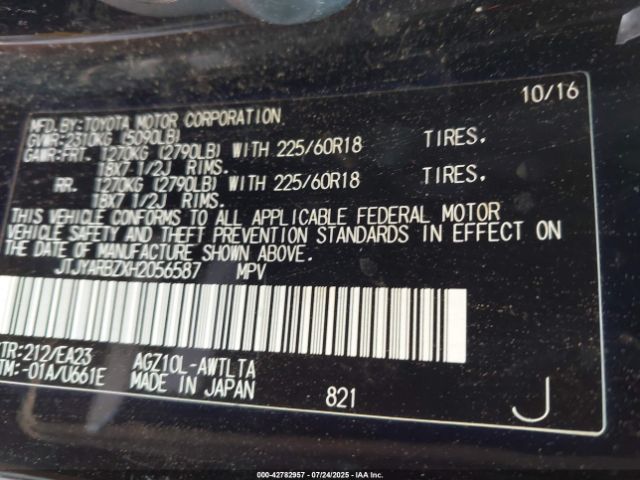 10/16
MFD.BY:TOYOTA MOTOR CORPORATION
GVWR:2310KG (5090LB)
GAWR:FRT. 1270KG (2790LB) WITH 225/60R18 TIRES.
18X7 1/2J RIMS.
RR. 1270KG (2790LB) WITH 225/60R18 TIRES.
18X7 1/2J RIMS.
THIS VEHICLE CONFORMS TO ALL APPLICABLE FEDERAL MOTOR
VEHICLE SAFETY AND THEFT PREVENTION STANDARDS IN EFFECT ON
THE DATE OF MANUFACTURE SHOWN ABOVE.
JTJYARBZXH2056587 MPV
TR:212/EA23 AGZ10L-AWTLTA
TM:-01A/U661E MADE IN JAPAN 821 J
000-42782957 - 07/24/2025 - IAAI.COM